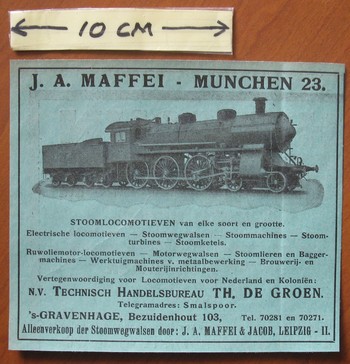 10 CM
J. A. MAFFEI - MUNCHEN 23.
STOOMLOCOMOTIEVEN van elke soort en grootte.
Electrische locomotieven — Stoomwegwalsen — Stoommachines — Stoom-
turbines — Stoomketels.
Ruwoliemotor-locomotieven — Motorwegwalsen — Stoomlieren en Bagger-
machines — Werktuigmachines v. metaalbewerking — Brouwerij- en
Mouterijinrichtingen.
Vertegenwoordiging voor Locomotieven voor Nederland en Koloniën:
N.V. TECHNISCH HANDELSBUREAU TH. DE GROEN.
Telegramadres: Smalspoor.
's-GRAVENHAGE, Bezuidenhout 103, Tel. 70281 en 70271.
Alleenverkoop der Stoomwegwalsen door: J. A. MAFFEI & JACOB, LEIPZIG - II.